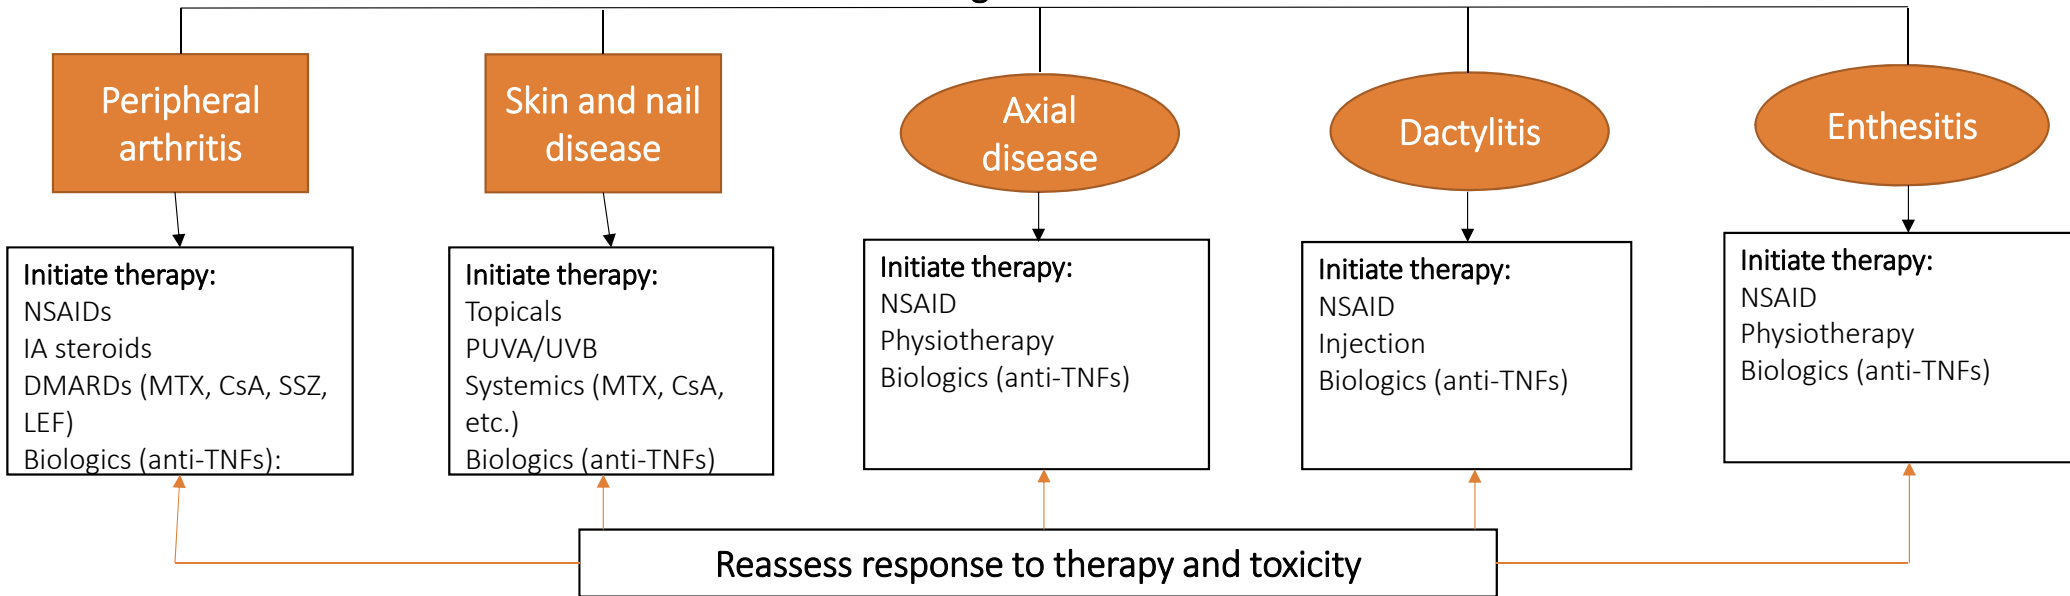 Peripheral
arthritis
Skin and nail
disease
Axial
disease
Dactylitis
Enthesitis
Initiate therapy:
NSAIDs
IA steroids
DMARDs (MTX, CsA, SSZ,
LEF)
Biologics (anti-TNFs):
Initiate therapy:
Topicals
PUVA/UVB
Systemics (MTX, CsA,
etc.)
Biologics (anti-TNFs)
Initiate therapy:
NSAID
Physiotherapy
Biologics (anti-TNFs)
Initiate therapy:
NSAID
Injection
Biologics (anti-TNFs)
Initiate therapy:
NSAID
Physiotherapy
Biologics (anti-TNFs)
Reassess response to therapy and toxicity